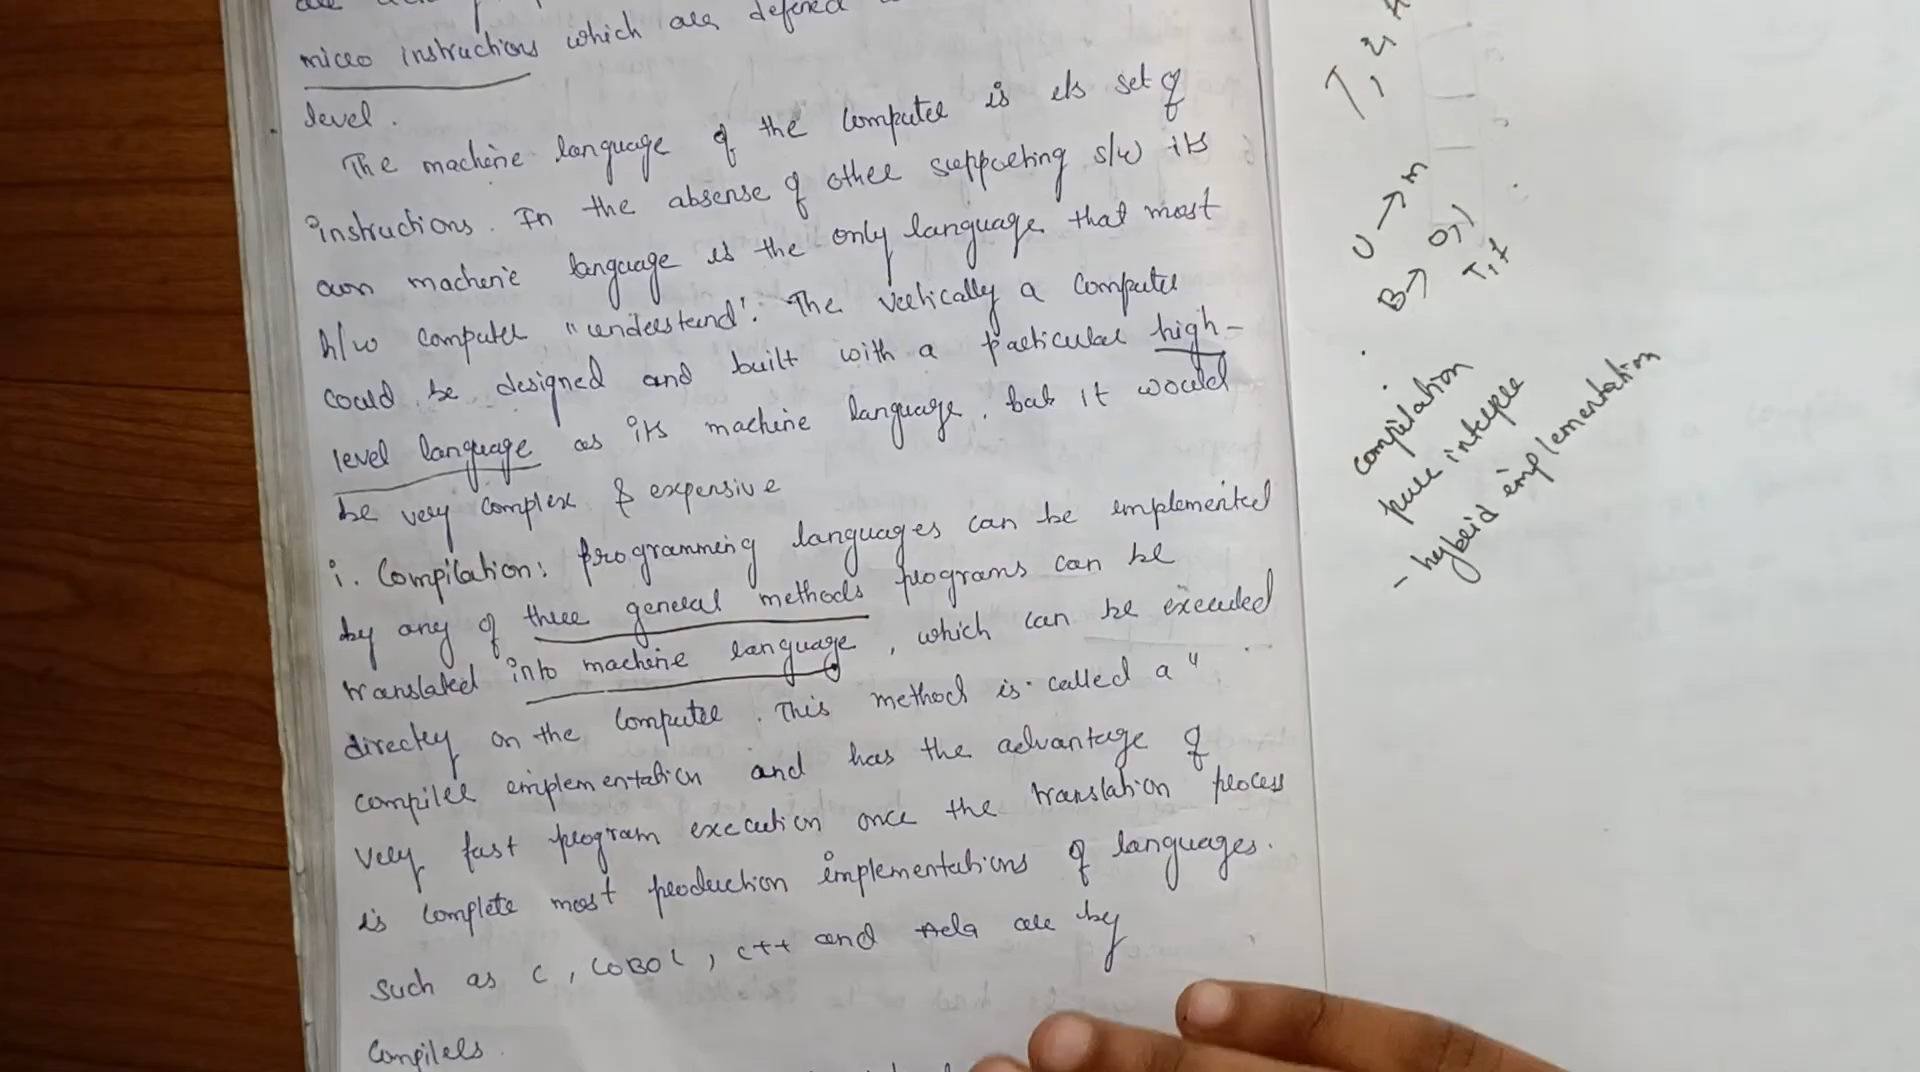 micro instructions which are defined
level.
The machine language of the computer is its set of
instructions. In the absense of other supporting s/w its
own machine language is the only language that most
h/w computer "understand". The vertically a computer
could be designed and built with a particular high-
level language as its machine language. but it would
be very complex & expensive
i. Compilation: programming languages can be implemented
by any of three general methods programs can be
translated into machine language, which can be executed
directly on the computer. This method is called a "
compiler implementation and has the advantage of
very fast program execution once the translation process
is complete most production implementations of languages.
such as C, COBOL, C++ and Ada are by
Compilers.
U → m
B →
compilation
pure interpre
- hybrid implementation